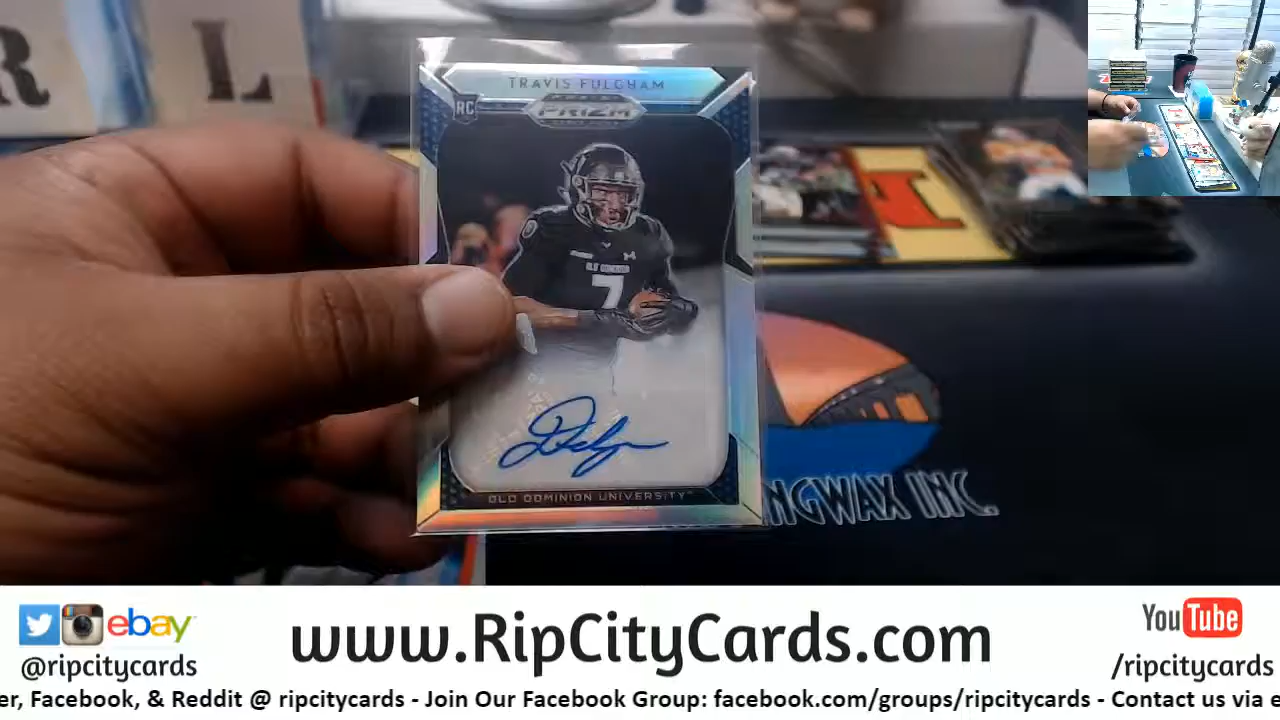 R L
TRAVIS FULGHAM
RC
PRIZM
OLD DOMINION
7
OLD DOMINION UNIVERSITY
NGWAX INC.
ebay
www.RipCityCards.com
YouTube
@ripcitycards
/ripcitycards
er, Facebook, & Reddit @ ripcitycards - Join Our Facebook Group: facebook.com/groups/ripcitycards - Contact us via e